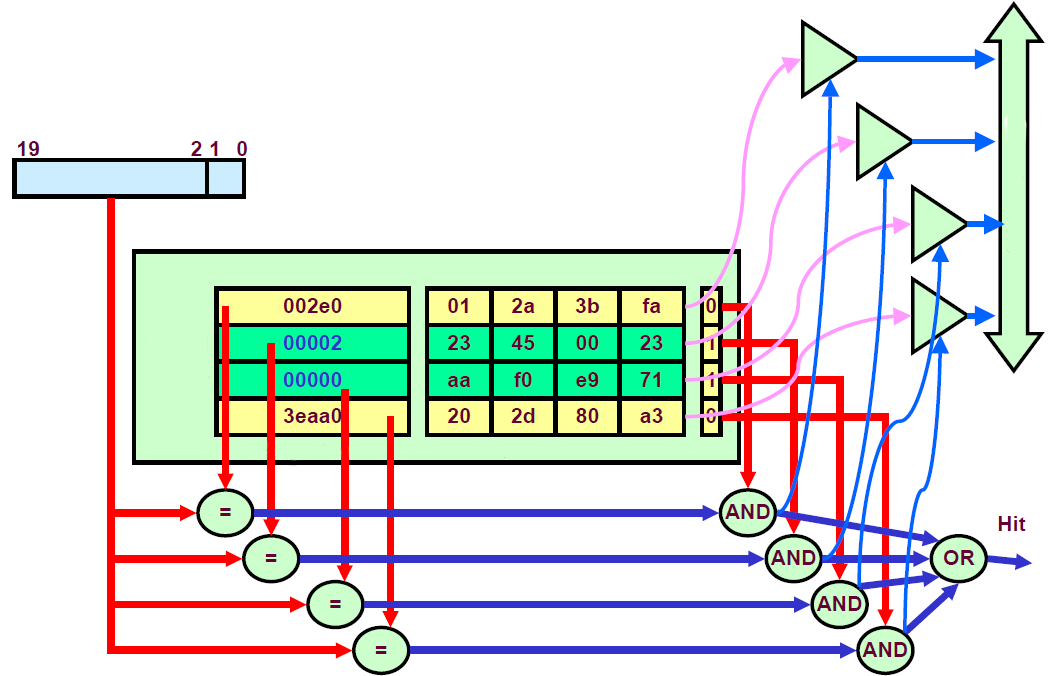 19 2 1 0
002e0 01 2a 3b fa 0
00002 23 45 00 23 1
00000 aa f0 e9 71 1
3eaa0 20 2d 80 a3 0
= AND
Hit
= AND OR
= AND
= AND